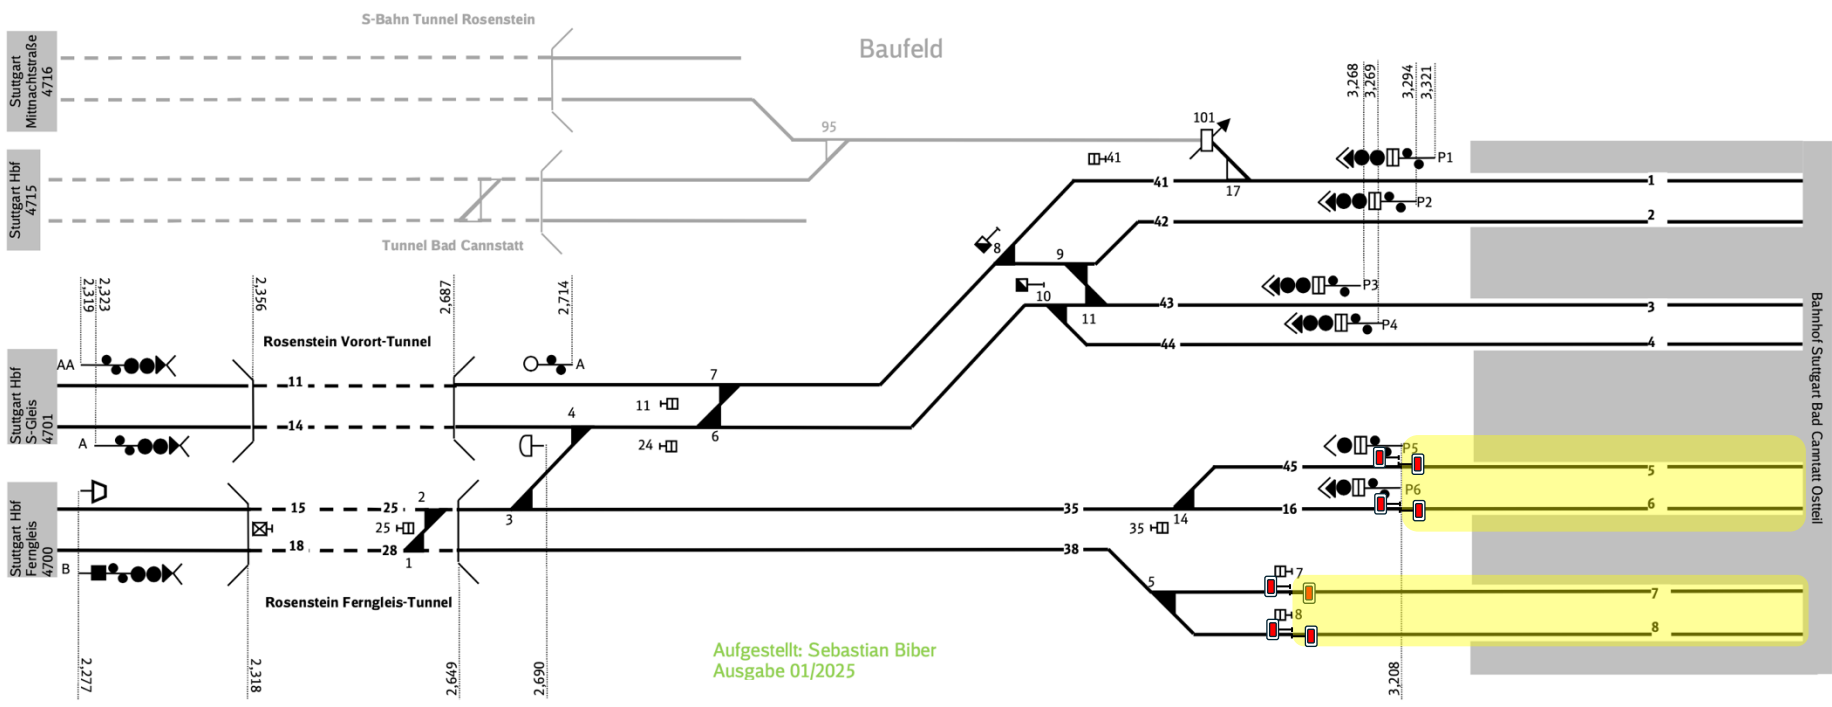 S-Bahn Tunnel Rosenstein
Baufeld
Stuttgart
Mittnachtstraße
4716
95
101
3,268
3,269
3,294
3,321
41
P1
Stuttgart Hbf
4715
41
17
1
P2
42
2
Tunnel Bad Cannstatt
8
9
2,319
2,323
2,356
2,687
2,714
10
P3
43
3
11
P4
44
4
Rosenstein Vorort-Tunnel
AA
A
Stuttgart Hbf
S-Gleis
4701
11
7
11
14
4
6
A
24
P5
45
5
Stuttgart Hbf
Ferngleis
4700
15
25
2
3
35
14
16
P6
6
25
35
18
28
1
38
B
5
7
7
8
8
Rosenstein Ferngleis-Tunnel
2,277
2,318
2,649
2,690
3,208
Aufgestellt: Sebastian Biber
Ausgabe 01/2025
Bahnhof Stuttgart Bad Canntatt Ostteil